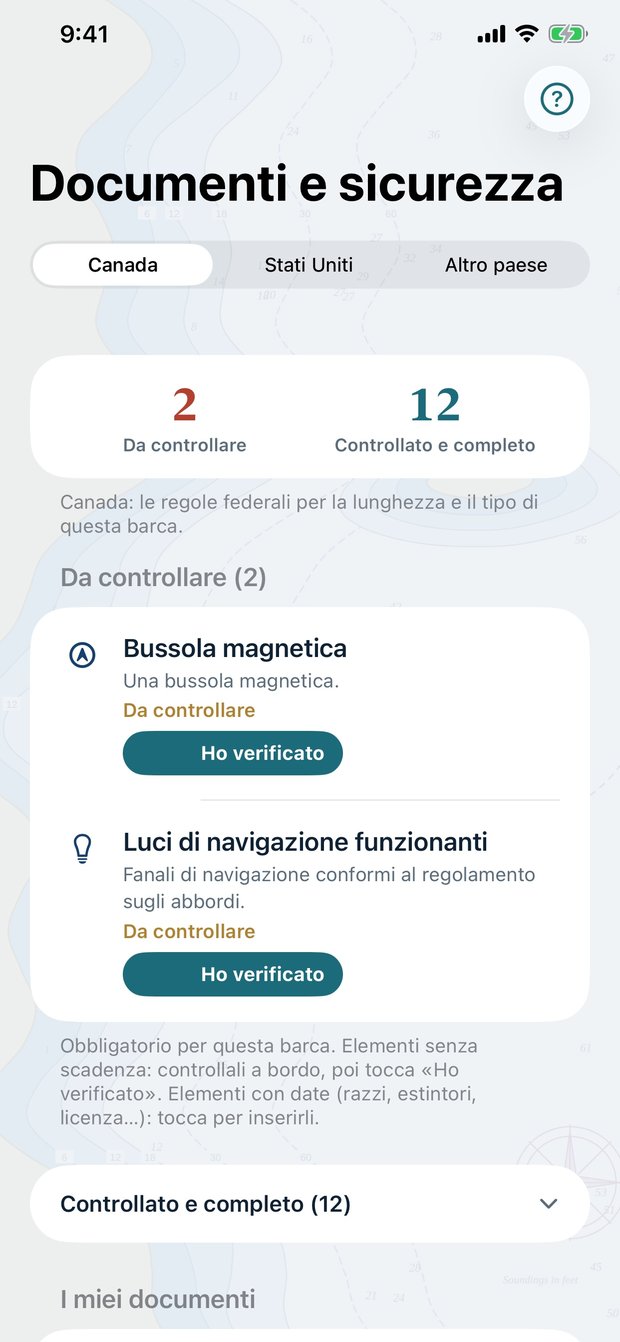 9:41
?
Documenti e sicurezza
Canada
Stati Uniti
Altro paese
2
12
Da controllare
Controllato e completo
Canada: le regole federali per la lunghezza e il tipo di
questa barca.
Da controllare (2)
Bussola magnetica
Una bussola magnetica.
Da controllare
Ho verificato
Luci di navigazione funzionanti
Fanali di navigazione conformi al regolamento
sugli abbordi.
Da controllare
Ho verificato
Obbligatorio per questa barca. Elementi senza
scadenza: controllali a bordo, poi tocca «Ho
verificato». Elementi con date (razzi, estintori,
licenza…): tocca per inserirli.
Controllato e completo (12)
Soundings in feet
I miei documenti